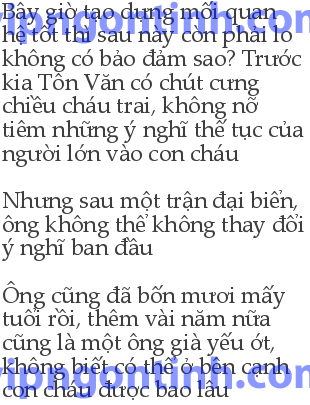 Bây giờ tạo dựng mối quan
hệ tốt thì sau này còn phải lo
không có bảo đảm sao? Trước
kia Tôn Văn có chút cưng
chiều cháu trai, không nỡ
tiêm những ý nghĩ thế tục của
người lớn vào con cháu
Nhưng sau một trận đại biển,
ông không thể không thay đổi
ý nghĩ ban đầu
Ông cũng đã bốn mươi mấy
tuổi rồi, thêm vài năm nữa
cũng là một ông già yếu ớt,
không biết có thể ở bên cạnh
con cháu được bao lâu